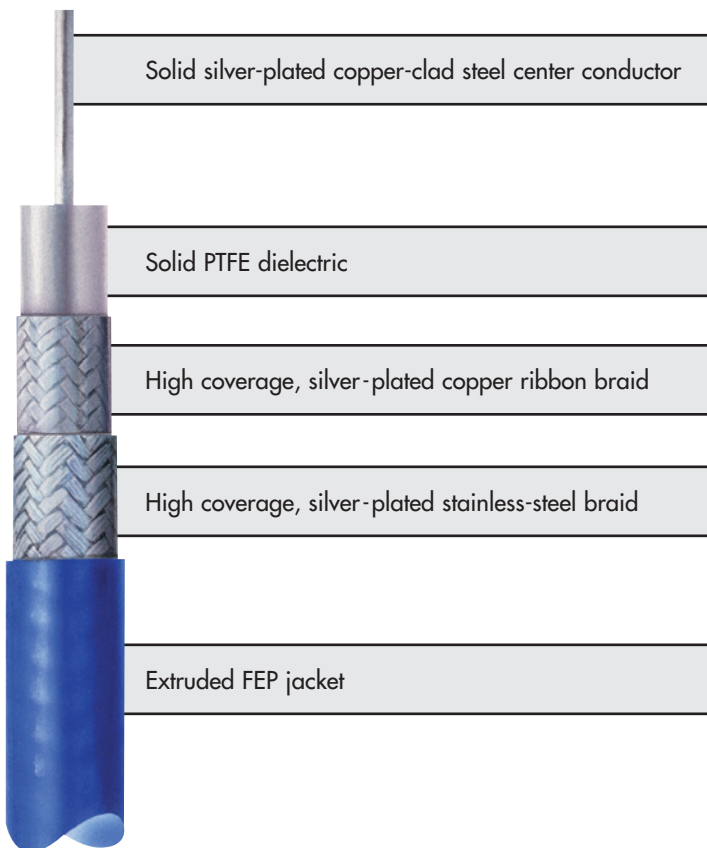 Solid silver-plated copper-clad steel center conductor
Solid PTFE dielectric
High coverage, silver-plated copper ribbon braid
High coverage, silver-plated stainless-steel braid
Extruded FEP jacket